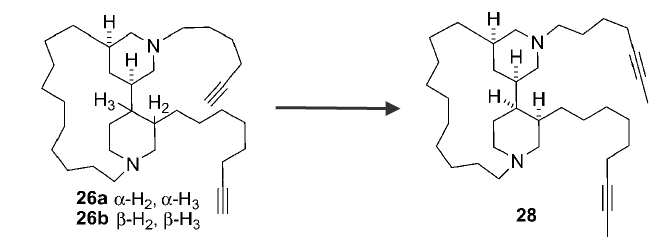 H H
N N
H H
H₃ H₂ H H
N N
26a α-H₂, α-H₃
26b β-H₂, β-H₃ 28